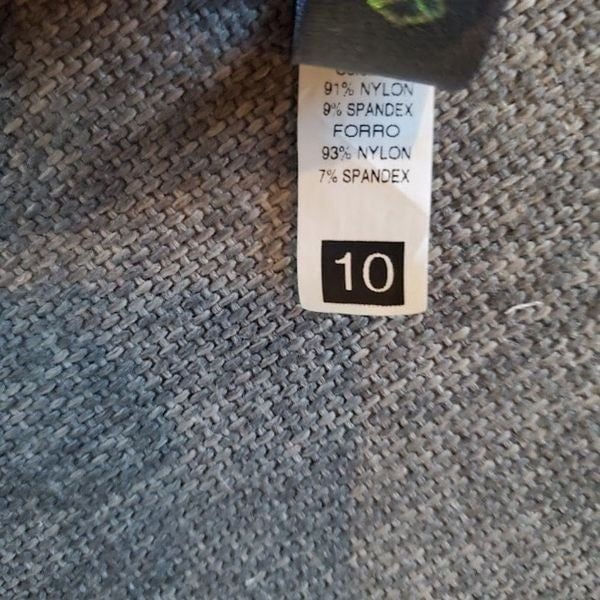 91% NYLON
9% SPANDEX
FORRO
93% NYLON
7% SPANDEX
10